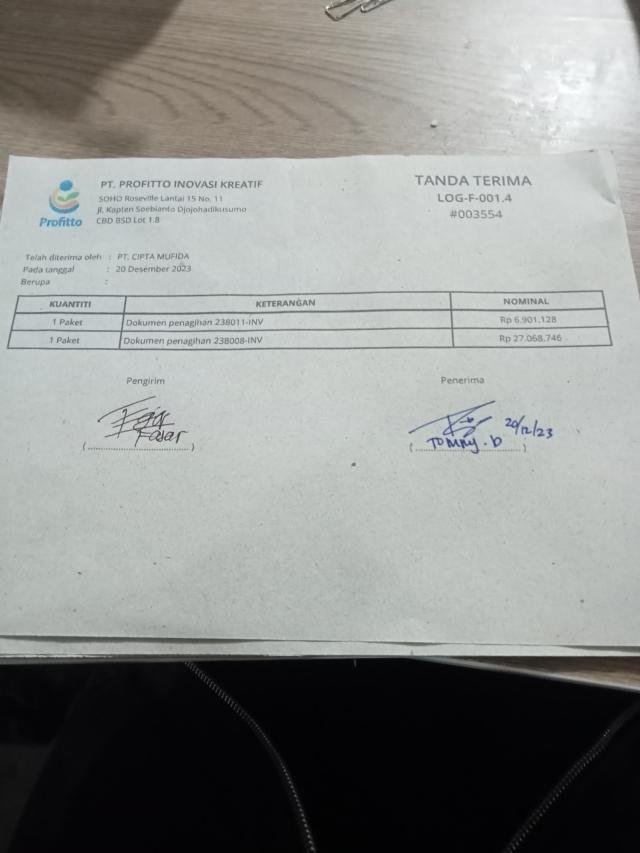 Profitto
PT. PROFITTO INOVASI KREATIF
SOHO Roseville Lantai 15 No. 11
Jl. Kapten Soebianto Djojohadikusumo
CBD BSD Lot 1.8
TANDA TERIMA
LOG-F-001.4
#003554
Telah diterima oleh : PT. CIPTA MUFIDA
Pada tanggal : 20 Desember 2023
Berupa :
KUANTITI KETERANGAN NOMINAL
1 Paket Dokumen penagihan 238011-INV Rp 6.901.128
1 Paket Dokumen penagihan 238008-INV Rp 27.068.746
Pengirim Penerima
Fajar
20/12/23
Tommy. D
(........................) (........................)